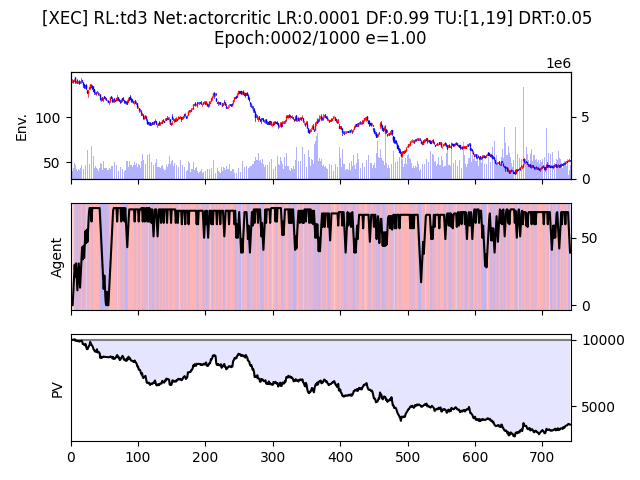 [XEC] RL:td3 Net:actorcritic LR:0.0001 DF:0.99 TU:[1,19] DRT:0.05
Epoch:0002/1000 e=1.00
1e6
Env.
100
50
5
0
Agent
50
0
PV
10000
5000
0 100 200 300 400 500 600 700